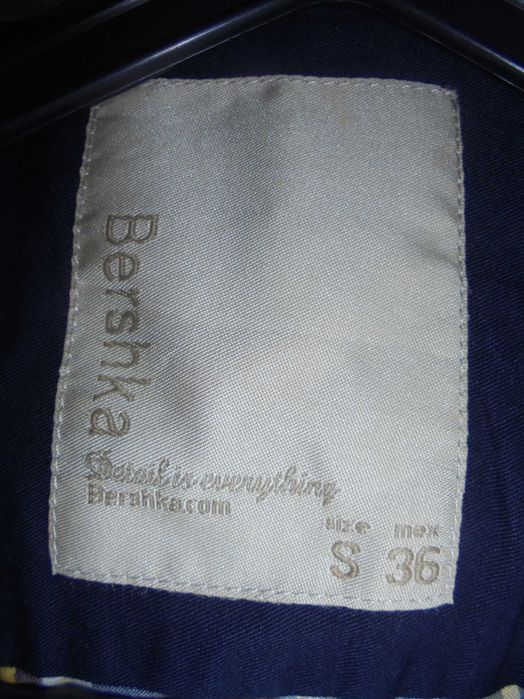 Bershka
Detail is everything
Bershka.com
size mex
S 36